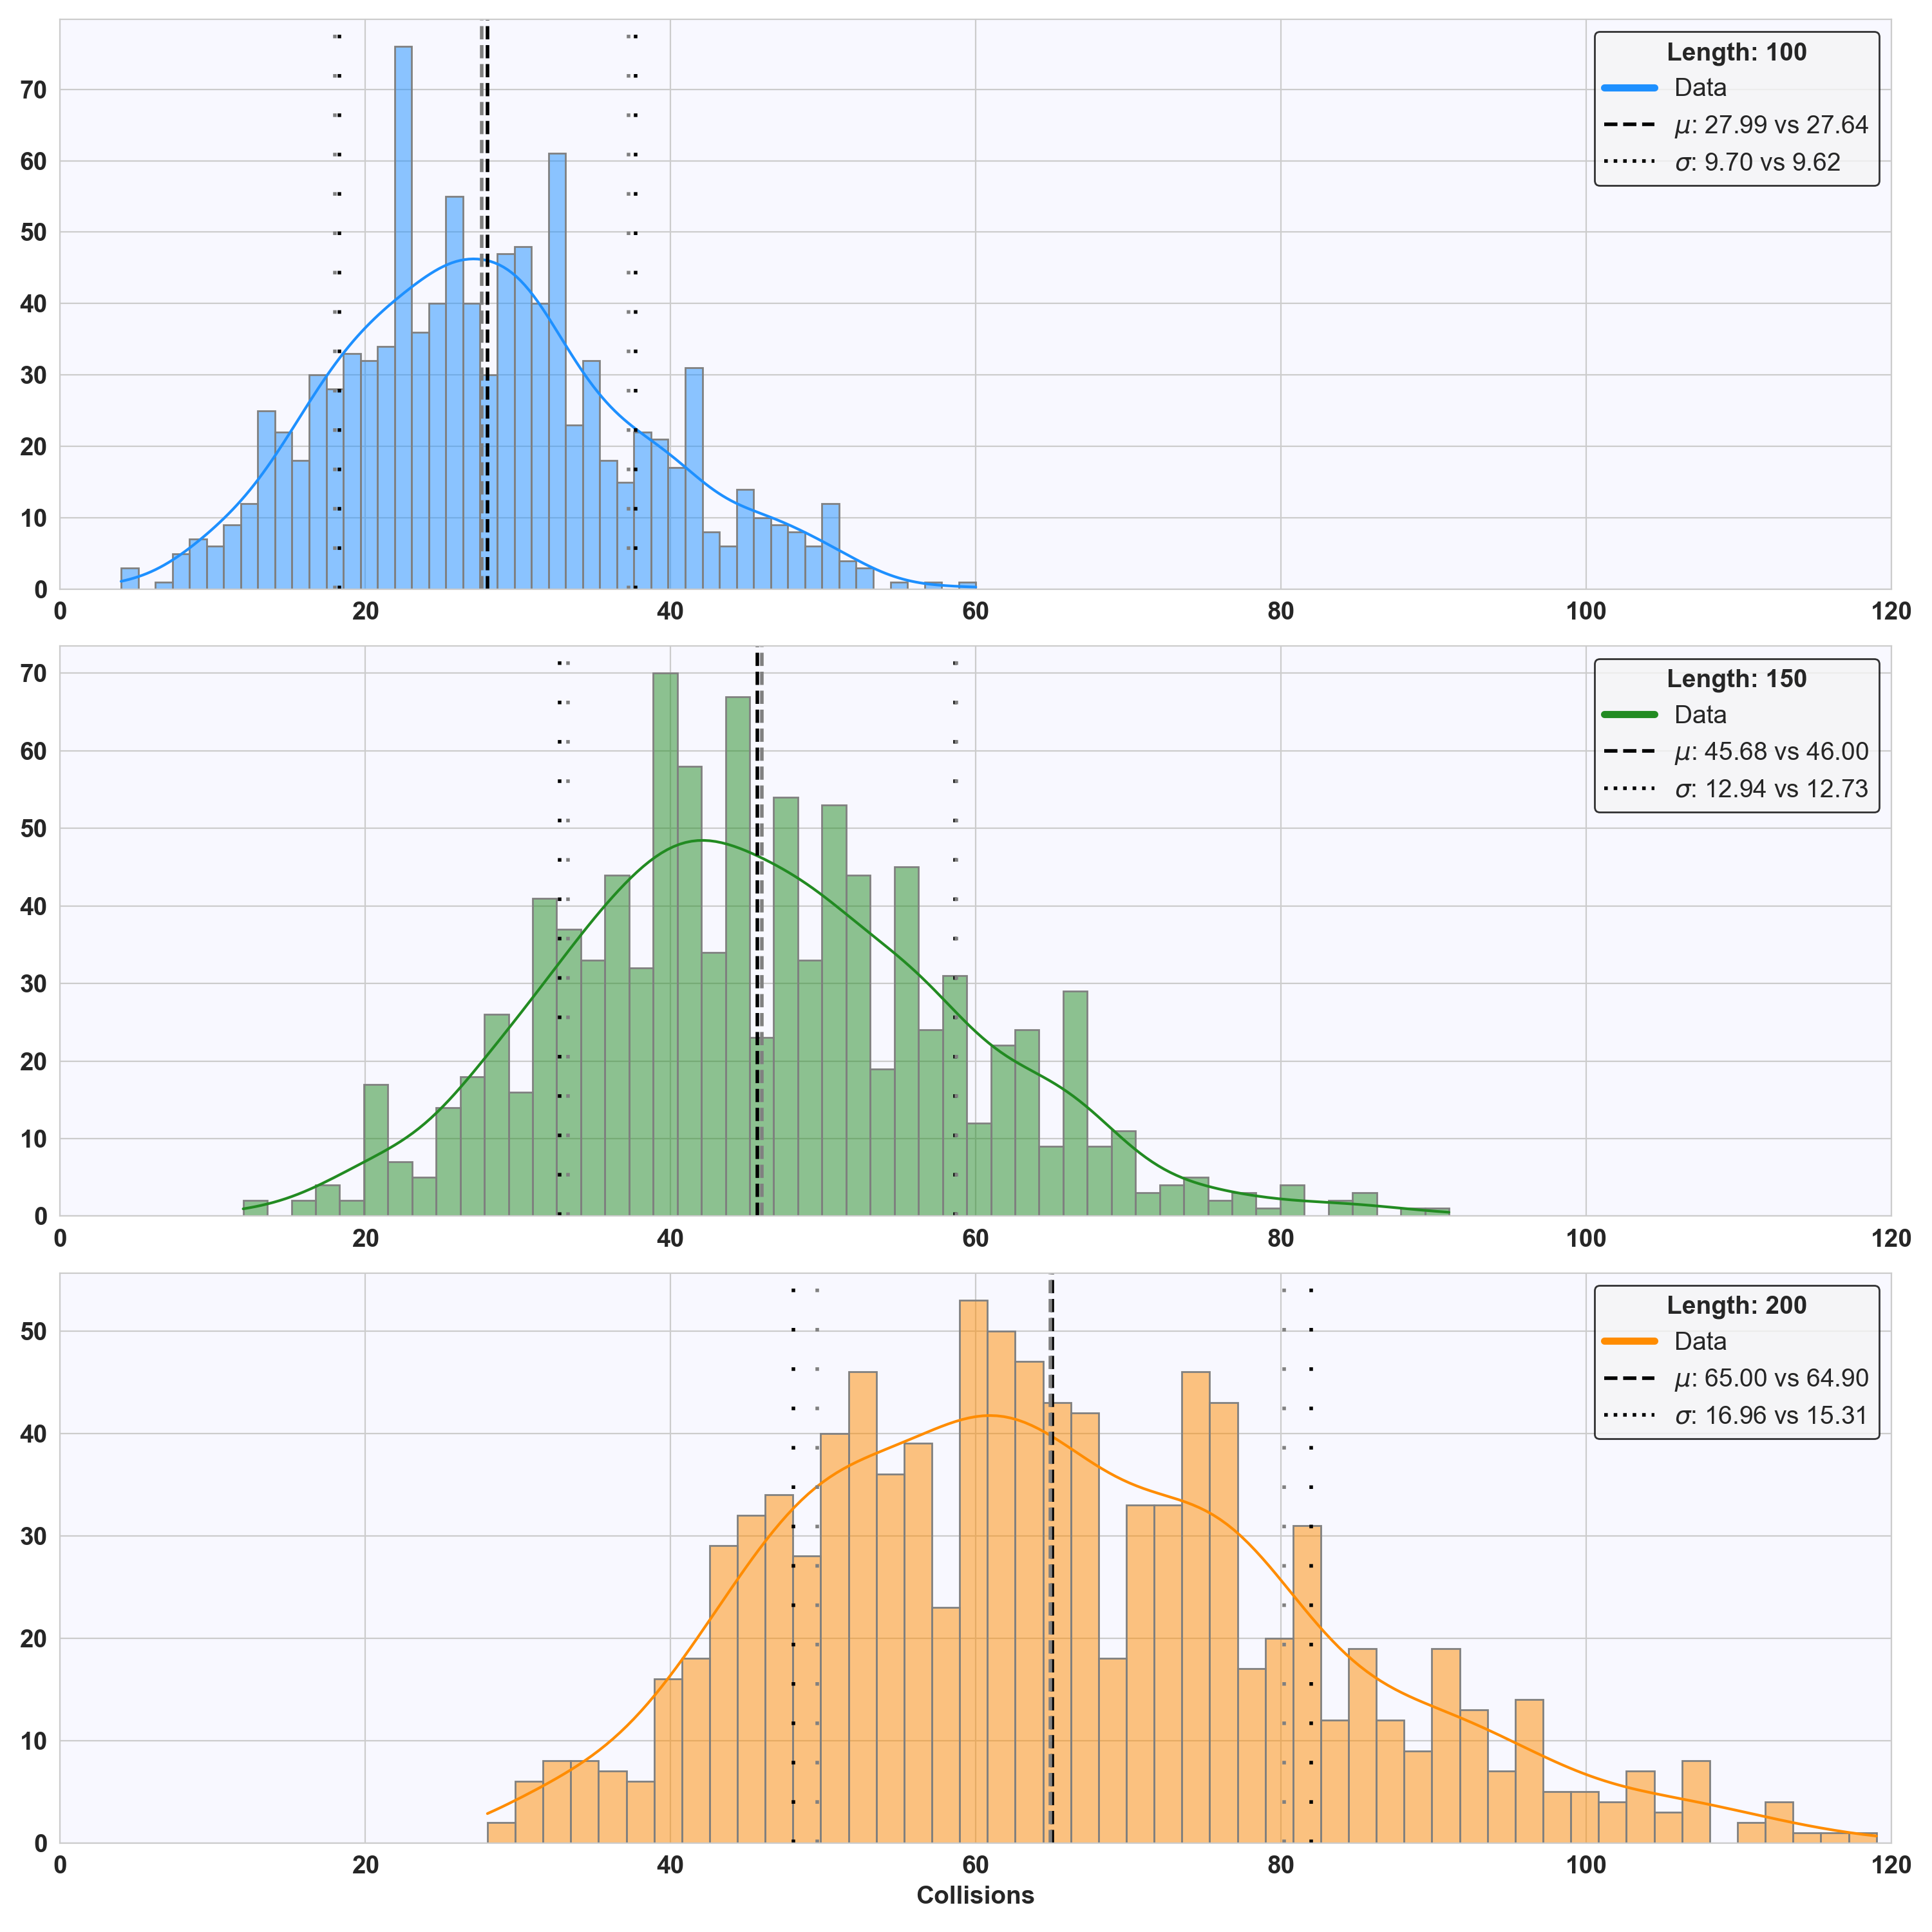 70
60
50
40
30
20
10
0
0 20 40 60 80 100 120
Length: 100
Data
μ: 27.99 vs 27.64
σ: 9.70 vs 9.62
70
60
50
40
30
20
10
0
0 20 40 60 80 100 120
Length: 150
Data
μ: 45.68 vs 46.00
σ: 12.94 vs 12.73
50
40
30
20
10
0
0 20 40 60 80 100 120
Length: 200
Data
μ: 65.00 vs 64.90
σ: 16.96 vs 15.31
Collisions